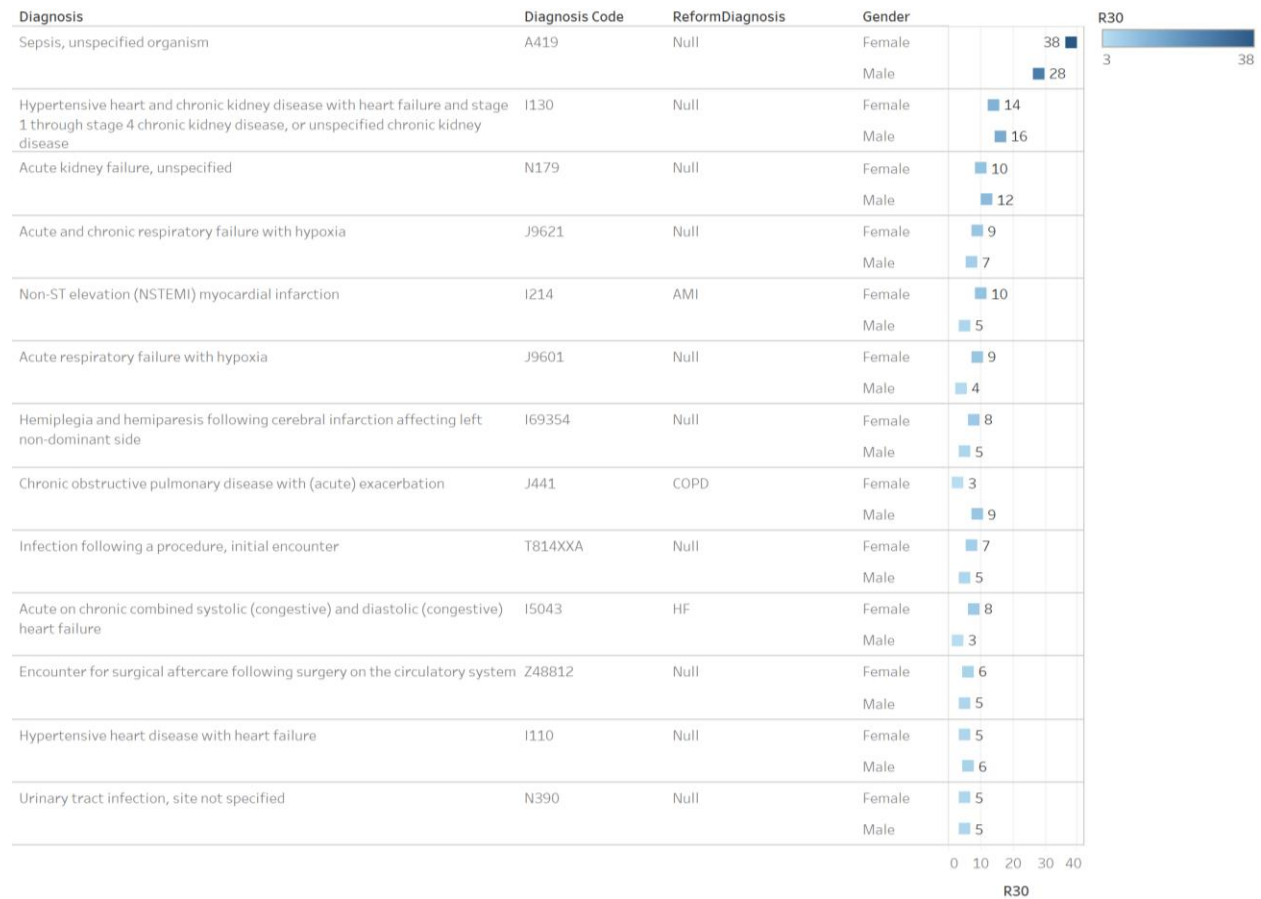 Diagnosis Diagnosis Code ReformDiagnosis Gender R30
Sepsis, unspecified organism A419 Null Female 38
Male 28
3 38
Hypertensive heart and chronic kidney disease with heart failure and stage I130 Null Female 14
1 through stage 4 chronic kidney disease, or unspecified chronic kidney Male 16
disease
Acute kidney failure, unspecified N179 Null Female 10
Male 12
Acute and chronic respiratory failure with hypoxia J9621 Null Female 9
Male 7
Non-ST elevation (NSTEMI) myocardial infarction I214 AMI Female 10
Male 5
Acute respiratory failure with hypoxia J9601 Null Female 9
Male 4
Hemiplegia and hemiparesis following cerebral infarction affecting left I69354 Null Female 8
non-dominant side Male 5
Chronic obstructive pulmonary disease with (acute) exacerbation J441 COPD Female 3
Male 9
Infection following a procedure, initial encounter T814XXA Null Female 7
Male 5
Acute on chronic combined systolic (congestive) and diastolic (congestive) I5043 HF Female 8
heart failure Male 3
Encounter for surgical aftercare following surgery on the circulatory system Z48812 Null Female 6
Male 5
Hypertensive heart disease with heart failure I110 Null Female 5
Male 6
Urinary tract infection, site not specified N390 Null Female 5
Male 5
0 10 20 30 40
R30